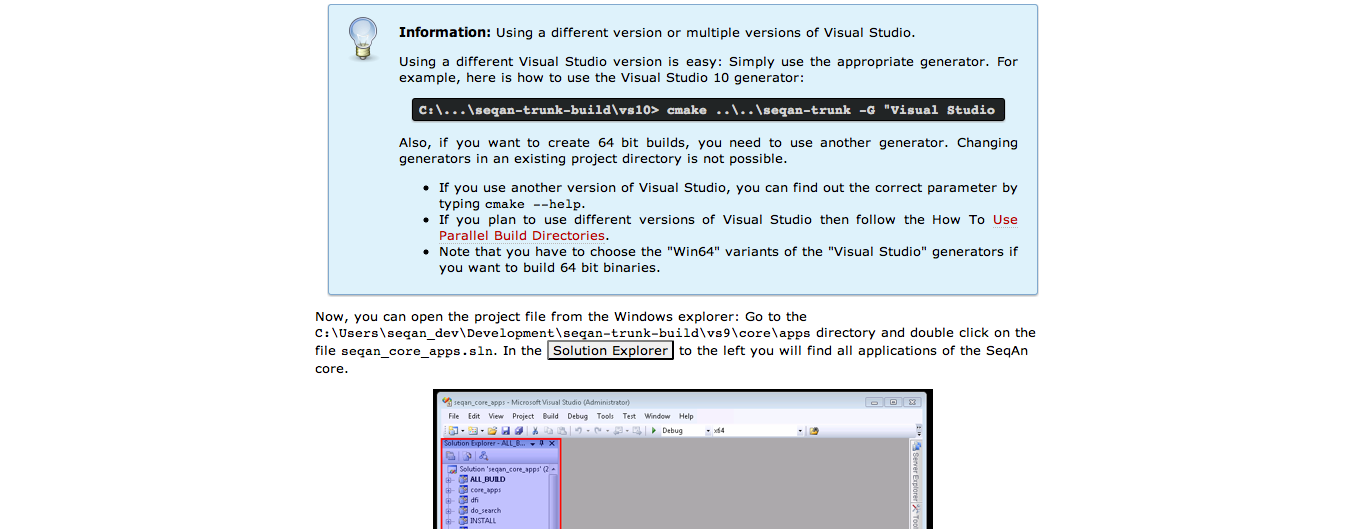 Information: Using a different version or multiple versions of Visual Studio.
Using a different Visual Studio version is easy: Simply use the appropriate generator. For
example, here is how to use the Visual Studio 10 generator:
C:\...\seqan-trunk-build\vs10> cmake ..\..\seqan-trunk -G "Visual Studio
Also, if you want to create 64 bit builds, you need to use another generator. Changing
generators in an existing project directory is not possible.
• If you use another version of Visual Studio, you can find out the correct parameter by
typing cmake --help.
• If you plan to use different versions of Visual Studio then follow the How To Use
Parallel Build Directories.
• Note that you have to choose the "Win64" variants of the "Visual Studio" generators if
you want to build 64 bit binaries.
Now, you can open the project file from the Windows explorer: Go to the
C:\Users\seqan_dev\Development\seqan-trunk-build\vs9\core\apps directory and double click on the
file seqan_core_apps.sln. In the Solution Explorer to the left you will find all applications of the SeqAn
core.
seqan_core_apps - Microsoft Visual Studio (Administrator)
File Edit View Project Build Debug Tools Test Window Help
Debug x64
Solution Explorer - ALL_B...
Solution 'seqan_core_apps' (2
ALL_BUILD
core_apps
dfi
do_search
INSTALL
Server Explorer
Too